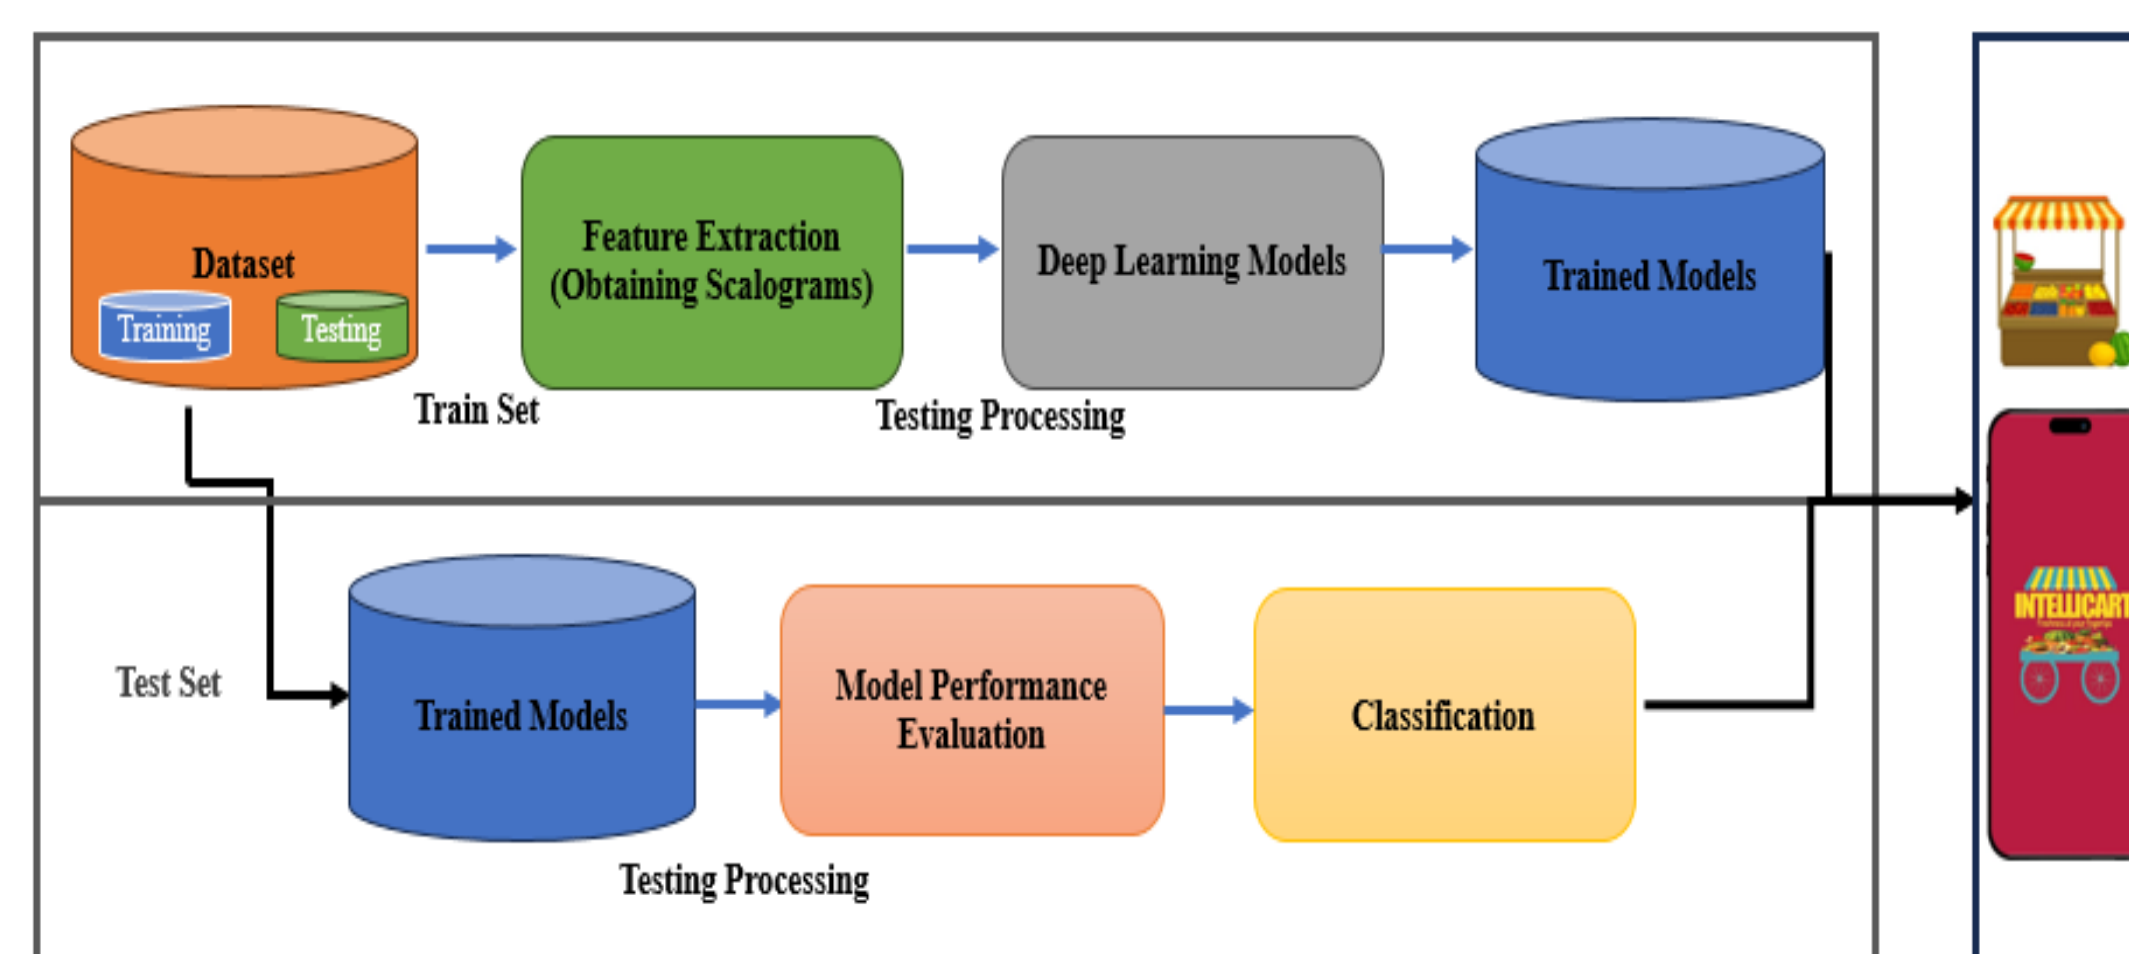 Dataset
Training
Testing
Feature Extraction
(Obtaining Scalograms)
Deep Learning Models
Trained Models
Train Set
Testing Processing
Test Set
Trained Models
Model Performance
Evaluation
Classification
Testing Processing
INTELLICART